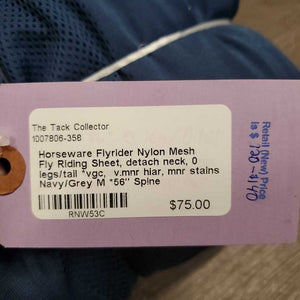 The Tack Collector
1007806-358
Horseware Flyrider Nylon Mesh
Fly Riding Sheet, detach neck, 0
legs/tail *vgc, v.mnr hiar, mnr stains
Navy/Grey M *56" Spine
RNW53C
$75.00
Retail (New) Price
is $ 120-$140